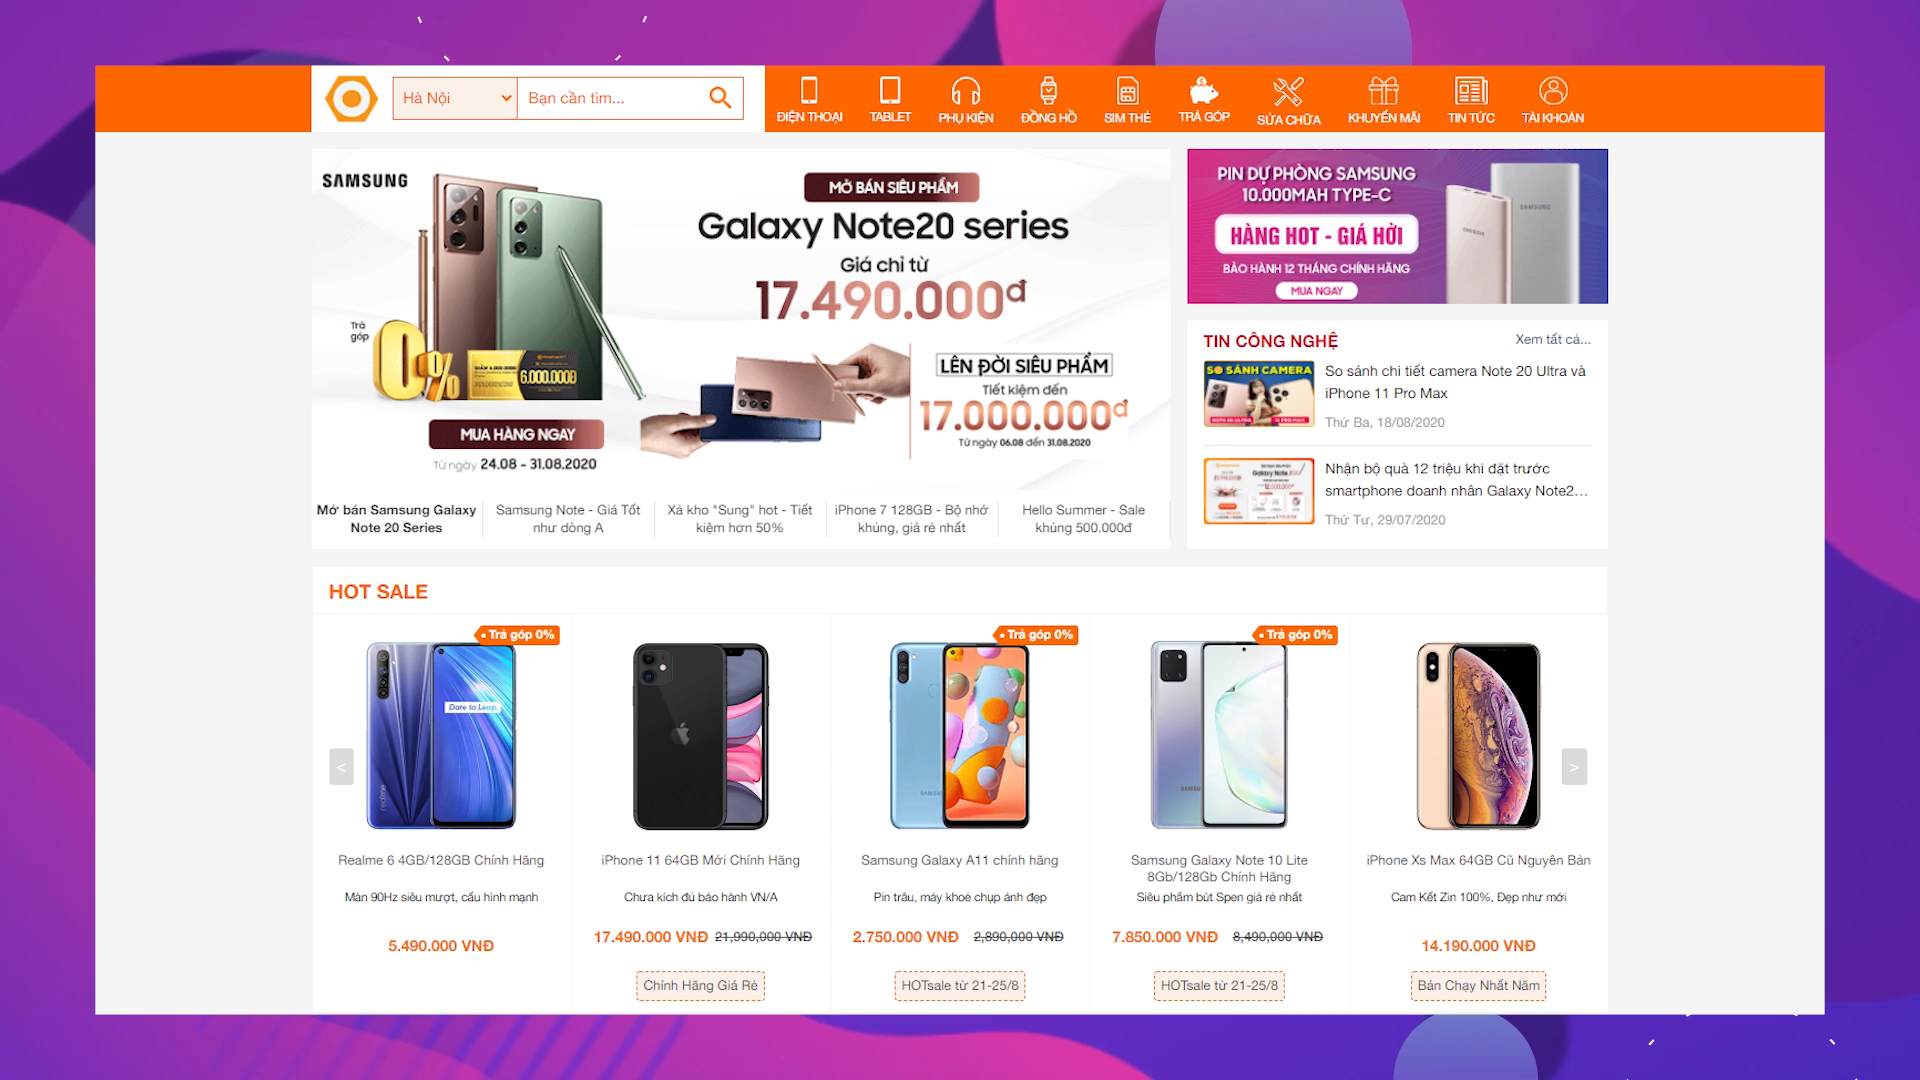 Hà Nội
Bạn cần tìm...
ĐIỆN THOẠI
TABLET
PHỤ KIỆN
ĐỒNG HỒ
SIM THẺ
TRẢ GÓP
SỬA CHỮA
KHUYẾN MÃI
TIN TỨC
TÀI KHOẢN
SAMSUNG
MỞ BÁN SIÊU PHẨM
Galaxy Note20 series
Giá chỉ từ
17.490.000đ
Trả
góp
0%
6.000.000Đ
LÊN ĐỜI SIÊU PHẨM
Tiết kiệm đến
17.000.000đ
Từ ngày 06.08 đến 31.08.2020
MUA HÀNG NGAY
Từ ngày 24.08 - 31.08.2020
Mở bán Samsung Galaxy
Note 20 Series
Samsung Note - Giá Tốt
như dòng A
Xả kho "Sung" hot - Tiết
kiệm hơn 50%
iPhone 7 128GB - Bộ nhớ
khủng, giá rẻ nhất
Hello Summer - Sale
khủng 500.000đ
PIN DỰ PHÒNG SAMSUNG
10.000MAH TYPE-C
HÀNG HOT - GIÁ HỜI
BẢO HÀNH 12 THÁNG CHÍNH HÃNG
MUA NGAY
SAMSUNG
SAMSUNG
TIN CÔNG NGHỆ
Xem tất cả...
SO SÁNH CAMERA
NOTE 20 ULTRA
11 PRO MAX
So sánh chi tiết camera Note 20 Ultra và
iPhone 11 Pro Max
Thứ Ba, 18/08/2020
Nhận bộ quà 12 triệu khi đặt trước
smartphone doanh nhân Galaxy Note2...
Thứ Tư, 29/07/2020
HOT SALE
<
>
Trả góp 0%
Dare to Leap.
realme
Realme 6 4GB/128GB Chính Hãng
Màn 90Hz siêu mượt, cấu hình mạnh
5.490.000 VNĐ
iPhone 11 64GB Mới Chính Hãng
Chưa kích đủ bảo hành VN/A
17.490.000 VNĐ 21,990,000 VNĐ
Chính Hãng Giá Rẻ
Trả góp 0%
SAMSUNG
Samsung Galaxy A11 chính hãng
Pin trâu, máy khoẻ chụp ảnh đẹp
2.750.000 VNĐ 2,890,000 VNĐ
HOTsale từ 21-25/8
Trả góp 0%
SAMSUNG
Samsung Galaxy Note 10 Lite
8Gb/128Gb Chính Hãng
Siêu phẩm bút Spen giá rẻ nhất
7.850.000 VNĐ 8,490,000 VNĐ
HOTsale từ 21-25/8
iPhone Xs Max 64GB Cũ Nguyên Bản
Cam Kết Zin 100%, Đẹp như mới
14.190.000 VNĐ
Bán Chạy Nhất Năm